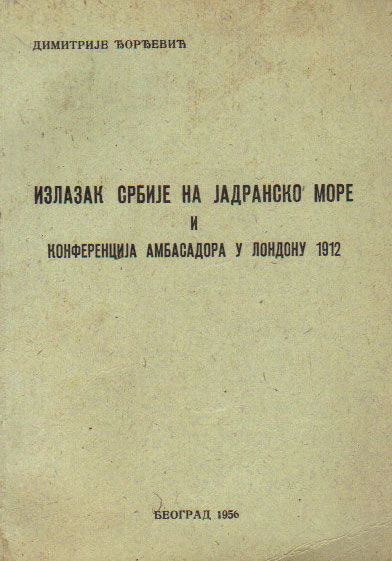 ДИМИТРИЈЕ ЂОРЂЕВИЋ
ИЗЛАЗАК СРБИЈЕ НА ЈАДРАНСКО МОРЕ
И
КОНФЕРЕНЦИЈА АМБАСАДОРА У ЛОНДОНУ 1912
БЕОГРАД 1956